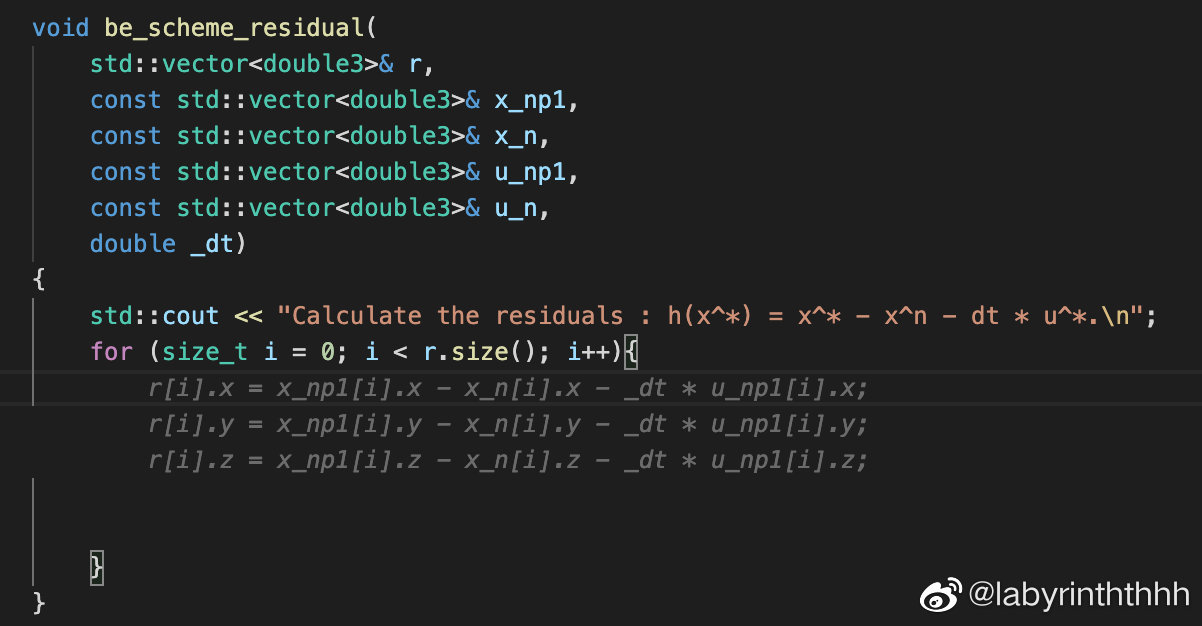 void be_scheme_residual(
    std::vector<double3>& r,
    const std::vector<double3>& x_np1,
    const std::vector<double3>& x_n,
    const std::vector<double3>& u_np1,
    const std::vector<double3>& u_n,
    double _dt)
{
    std::cout << "Calculate the residuals : h(x^*) = x^* - x^n - dt * u^*.\n";
    for (size_t i = 0; i < r.size(); i++){
        r[i].x = x_np1[i].x - x_n[i].x - _dt * u_np1[i].x;
        r[i].y = x_np1[i].y - x_n[i].y - _dt * u_np1[i].y;
        r[i].z = x_np1[i].z - x_n[i].z - _dt * u_np1[i].z;
    }
}
@labyrinththhh